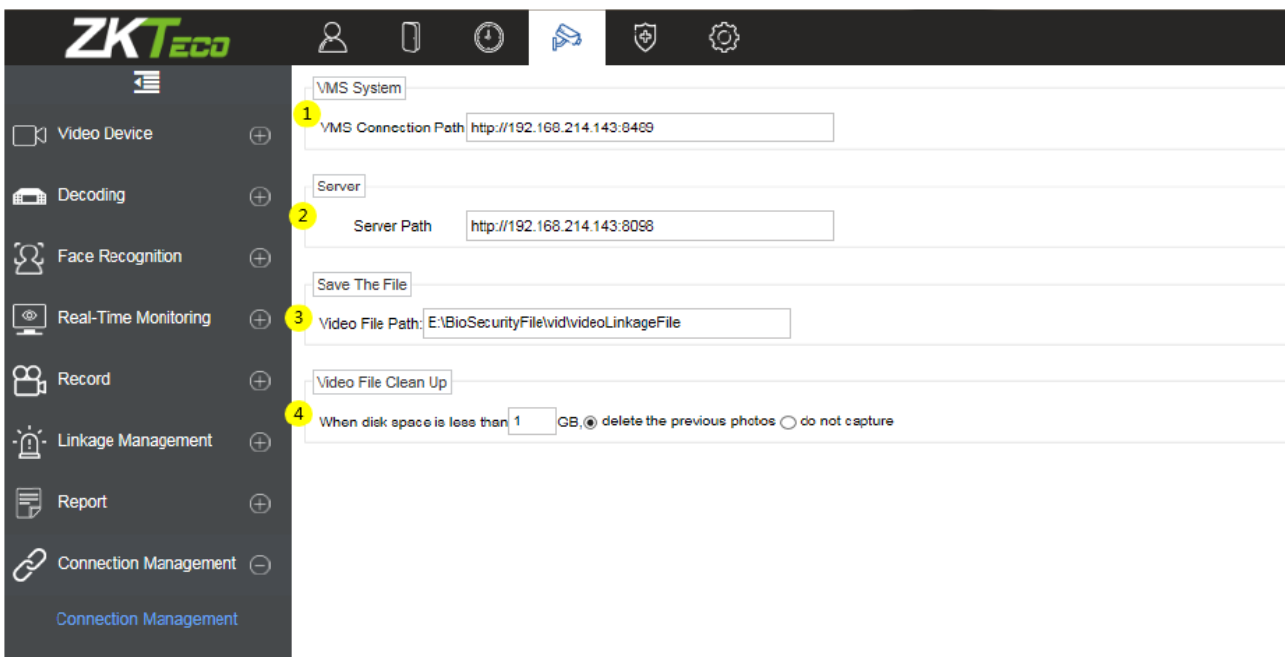 ZKTeco
VMS System
1
VMS Connection Path http://192.168.214.143:8469
Video Device
Server
Decoding
2
Server Path http://192.168.214.143:8098
Face Recognition
Save The File
Real-Time Monitoring
3
Video File Path: E:\BioSecurityFile\vid\videoLinkageFile
Record
Video File Clean Up
4
When disk space is less than 1 GB, delete the previous photos do not capture
Linkage Management
Report
Connection Management
Connection Management